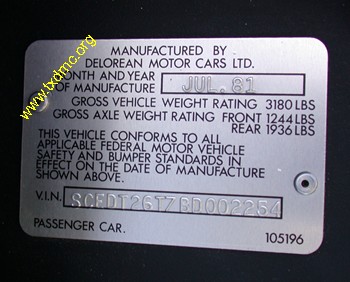 www.txdmc.org
MANUFACTURED BY
DELOREAN MOTOR CARS LTD.
MONTH AND YEAR
OF MANUFACTURE JUL. 81
GROSS VEHICLE WEIGHT RATING 3180 LBS
GROSS AXLE WEIGHT RATING FRONT 1244 LBS
REAR 1936 LBS
THIS VEHICLE CONFORMS TO ALL
APPLICABLE FEDERAL MOTOR VEHICLE
SAFETY AND BUMPER STANDARDS IN
EFFECT ON THE DATE OF MANUFACTURE
SHOWN ABOVE.
V.I.N. SCEDT26T7BD002254
PASSENGER CAR. 105196